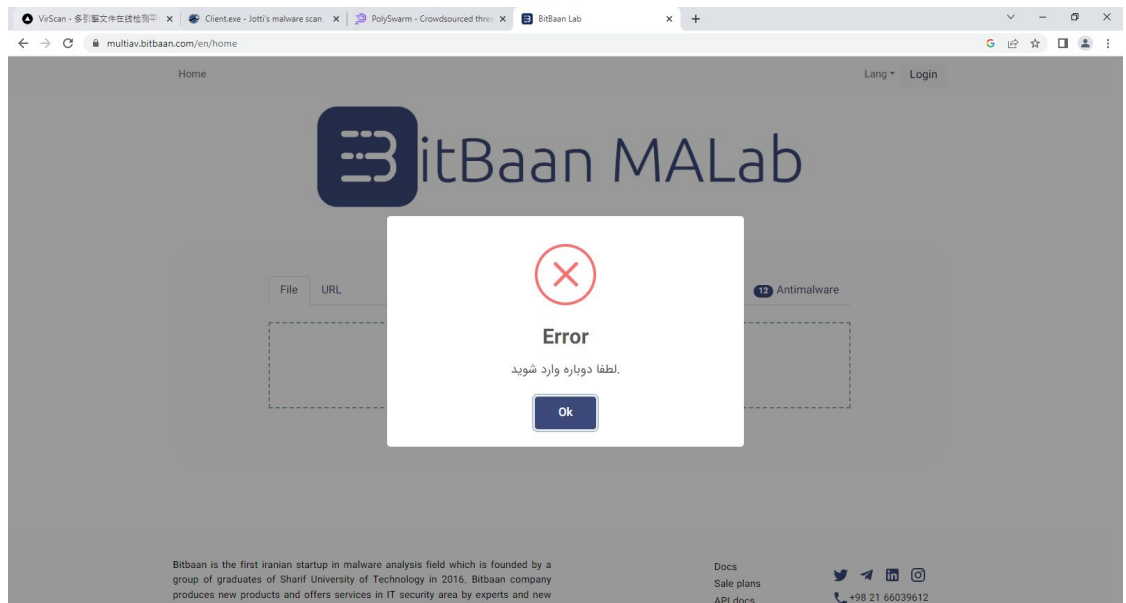 VirScan - 多引擎文件在线检测平
Client.exe - Jotti's malware scan
PolySwarm - Crowdsourced threa
BitBaan Lab
multiav.bitbaan.com/en/home
Home
Lang
Login
BitBaan MALab
File
URL
12 Antimalware
Error
لطفا دوباره وارد شوید.
Ok
Bitbaan is the first iranian startup in malware analysis field which is founded by a
group of graduates of Sharif University of Technology in 2016. Bitbaan company
produces new products and offers services in IT security area by experts and new
Docs
Sale plans
API docs
+98 21 66039612